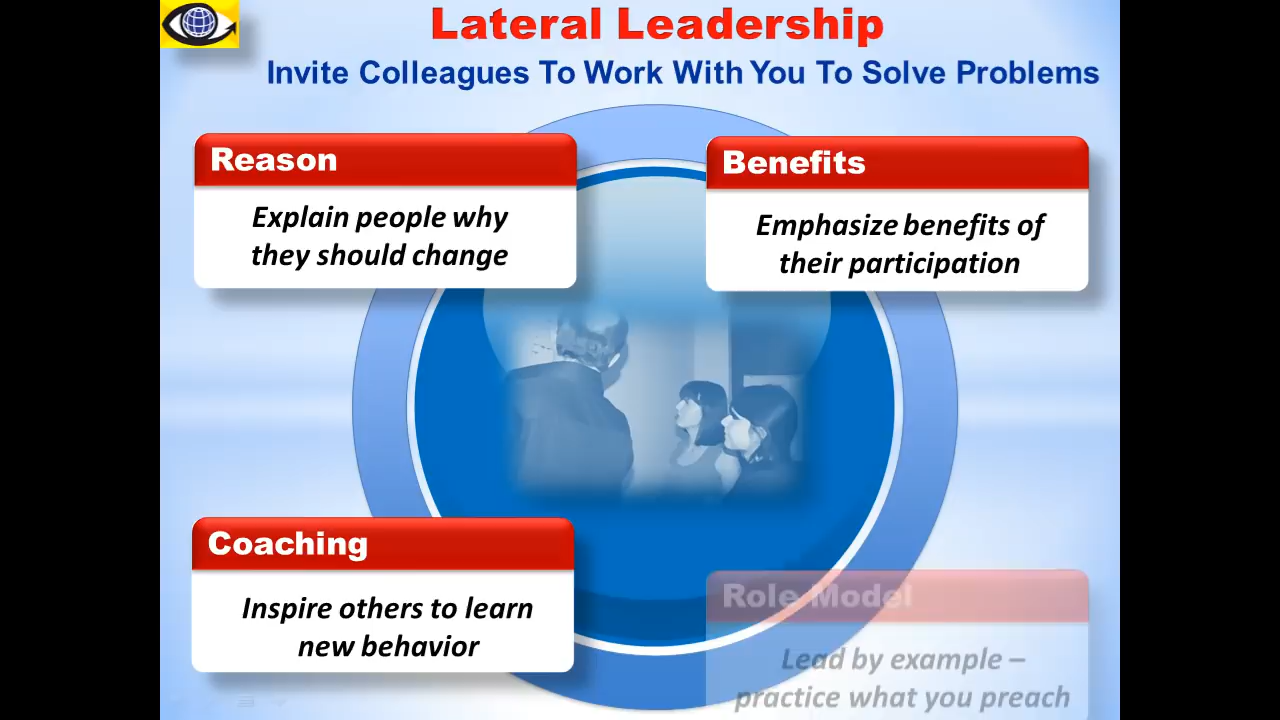 Lateral Leadership
Invite Colleagues To Work With You To Solve Problems
Reason
Explain people why
they should change
Benefits
Emphasize benefits of
their participation
Coaching
Inspire others to learn
new behavior
Role Model
Lead by example –
practice what you preach